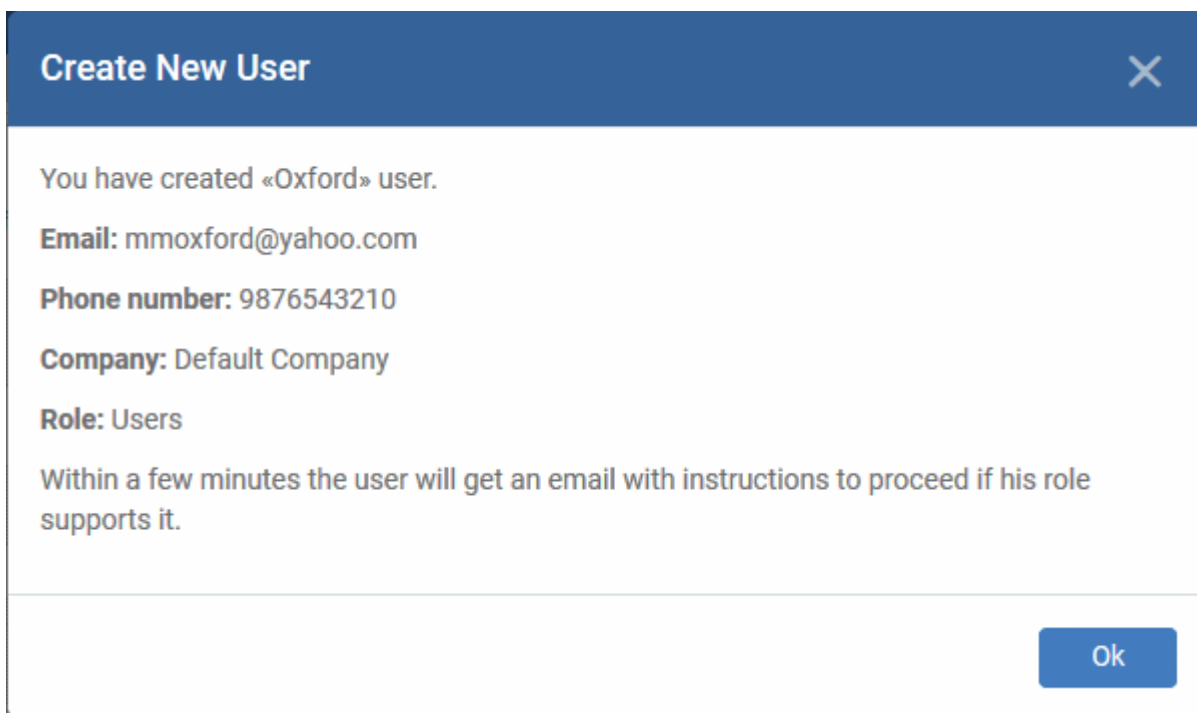 Create New User
You have created «Oxford» user.
Email: mmoxford@yahoo.com
Phone number: 9876543210
Company: Default Company
Role: Users
Within a few minutes the user will get an email with instructions to proceed if his role
supports it.
Ok